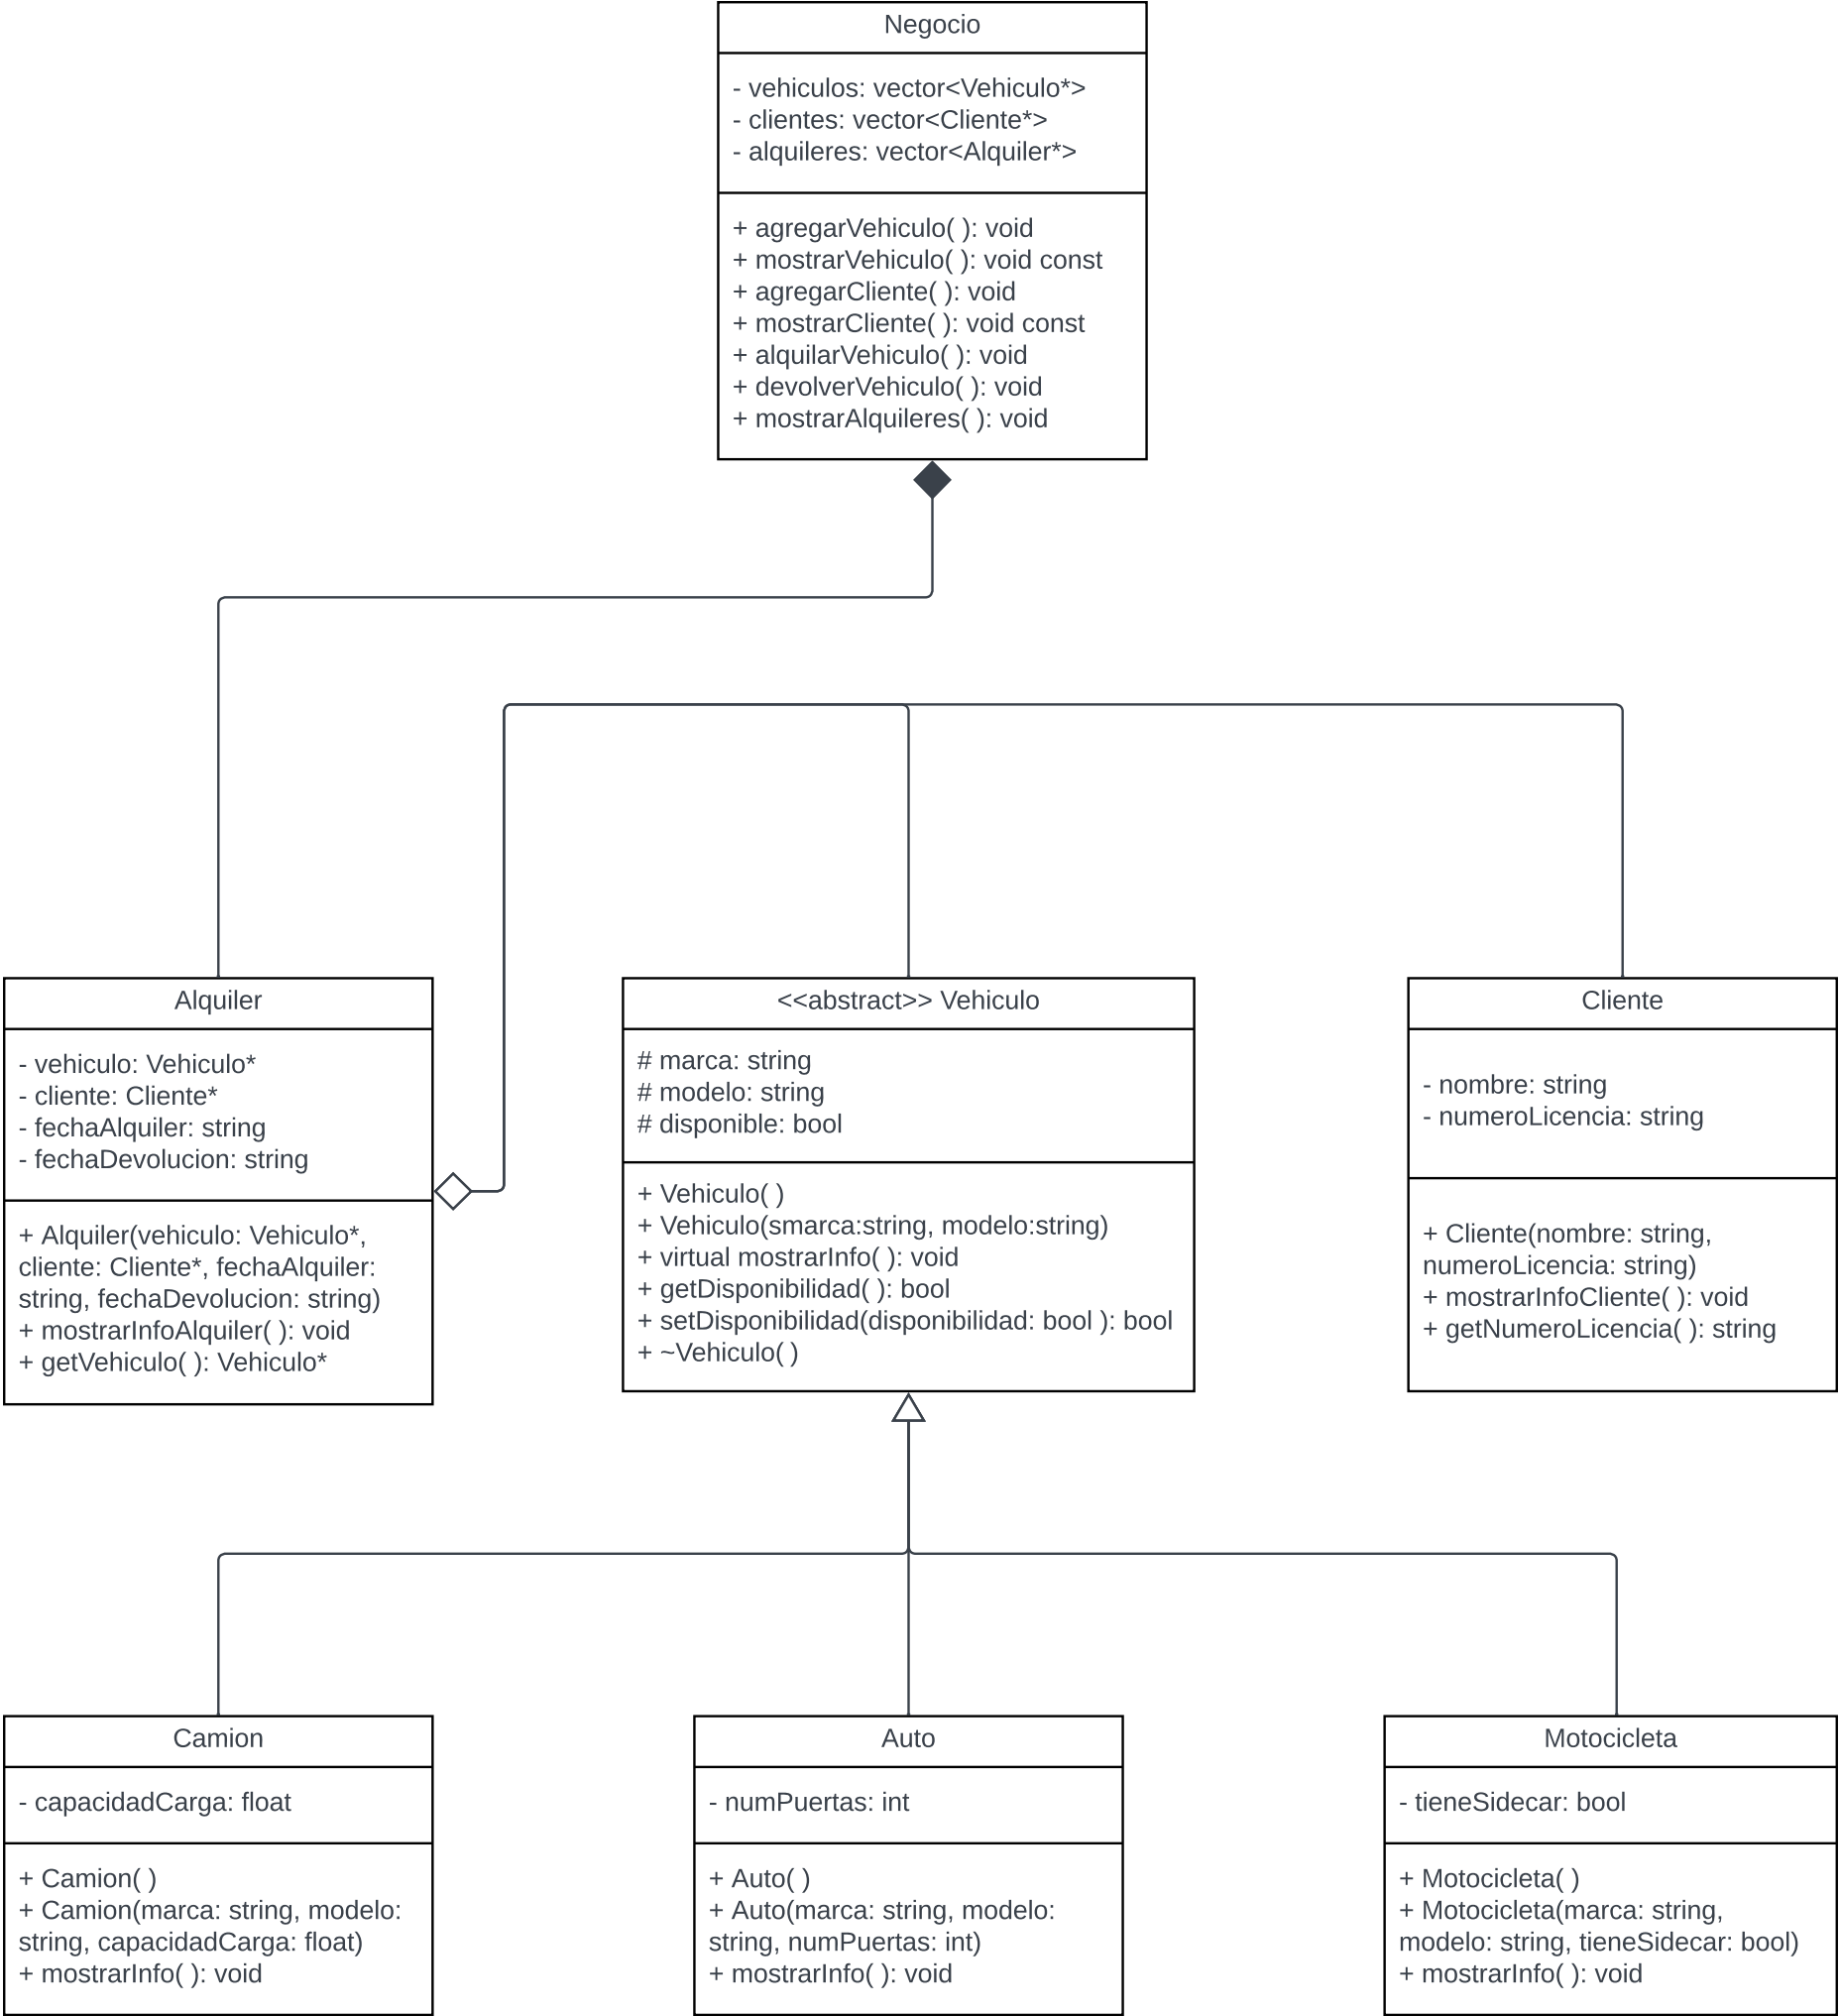 Negocio
- vehiculos: vector<Vehiculo*>
- clientes: vector<Cliente*>
- alquileres: vector<Alquiler*>
+ agregarVehiculo( ): void
+ mostrarVehiculo( ): void const
+ agregarCliente( ): void
+ mostrarCliente( ): void const
+ alquilarVehiculo( ): void
+ devolverVehiculo( ): void
+ mostrarAlquileres( ): void
Alquiler
- vehiculo: Vehiculo*
- cliente: Cliente*
- fechaAlquiler: string
- fechaDevolucion: string
+ Alquiler(vehiculo: Vehiculo*,
cliente: Cliente*, fechaAlquiler:
string, fechaDevolucion: string)
+ mostrarInfoAlquiler( ): void
+ getVehiculo( ): Vehiculo*
<<abstract>> Vehiculo
# marca: string
# modelo: string
# disponible: bool
+ Vehiculo( )
+ Vehiculo(smarca:string, modelo:string)
+ virtual mostrarInfo( ): void
+ getDisponibilidad( ): bool
+ setDisponibilidad(disponibilidad: bool ): bool
+ ~Vehiculo( )
Cliente
- nombre: string
- numeroLicencia: string
+ Cliente(nombre: string,
numeroLicencia: string)
+ mostrarInfoCliente( ): void
+ getNumeroLicencia( ): string
Camion
- capacidadCarga: float
+ Camion( )
+ Camion(marca: string, modelo:
string, capacidadCarga: float)
+ mostrarInfo( ): void
Auto
- numPuertas: int
+ Auto( )
+ Auto(marca: string, modelo:
string, numPuertas: int)
+ mostrarInfo( ): void
Motocicleta
- tieneSidecar: bool
+ Motocicleta( )
+ Motocicleta(marca: string,
modelo: string, tieneSidecar: bool)
+ mostrarInfo( ): void